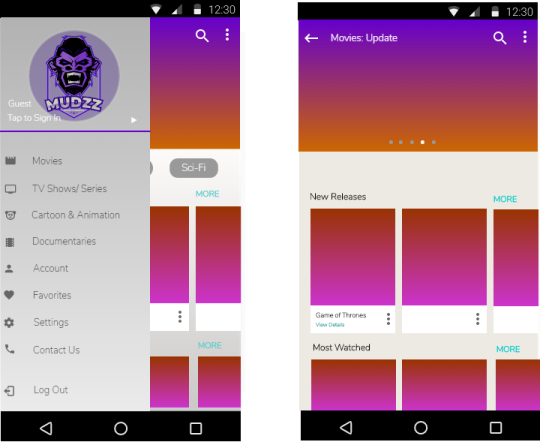 12:30
MUDZZ
Guest
Tap to Sign In
Movies
TV Shows/ Series
Cartoon & Animation
Documentaries
Account
Favorites
Settings
Contact Us
Log Out
Sci-Fi
MORE
MORE
12:30
Movies: Update
New Releases
MORE
Game of Thrones
View Details
Most Watched
MORE